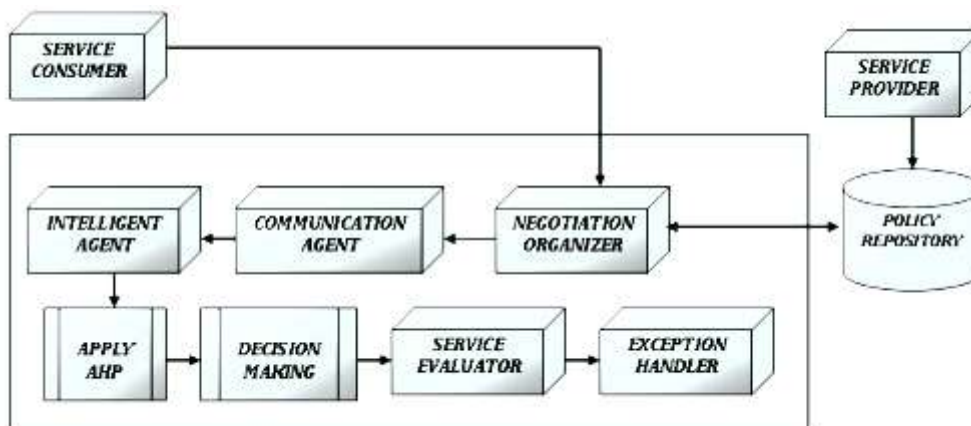 SERVICE
CONSUMER
SERVICE
PROVIDER
INTELLIGENT
AGENT
COMMUNICATION
AGENT
NEGOTIATION
ORGANIZER
POLICY
REPOSITORY
APPLY
AHP
DECISION
MAKING
SERVICE
EVALUATOR
EXCEPTION
HANDLER